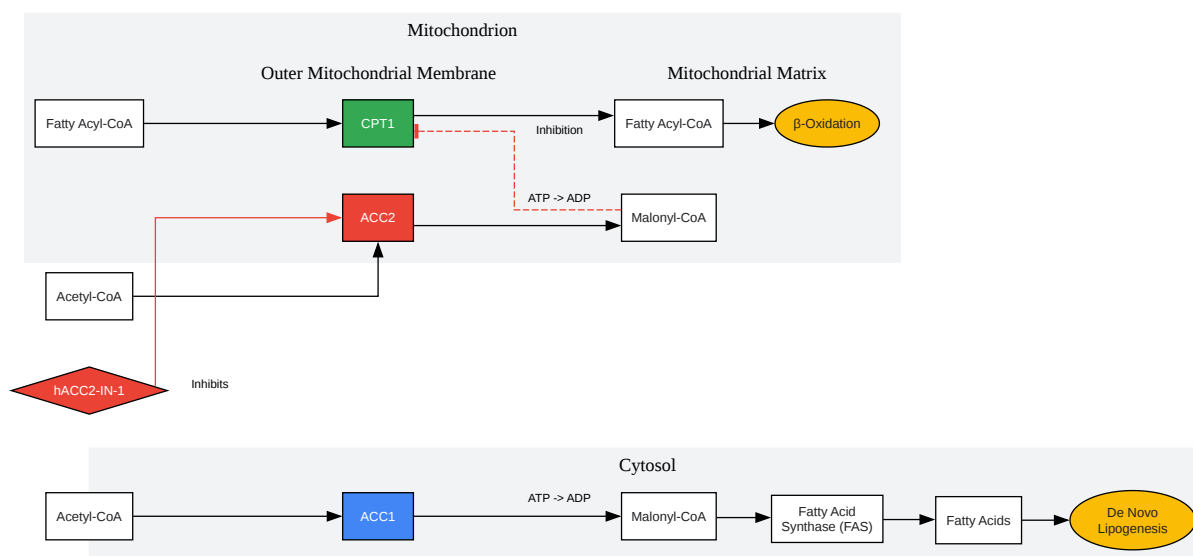 Mitochondrion
Outer Mitochondrial Membrane
Mitochondrial Matrix
Fatty Acyl-CoA
CPT1
Inhibition
Fatty Acyl-CoA
β-Oxidation
ATP -> ADP
ACC2
Malonyl-CoA
Acetyl-CoA
hACC2-IN-1
Inhibits
Cytosol
Acetyl-CoA
ACC1
ATP -> ADP
Malonyl-CoA
Fatty Acid
Synthase (FAS)
Fatty Acids
De Novo
Lipogenesis